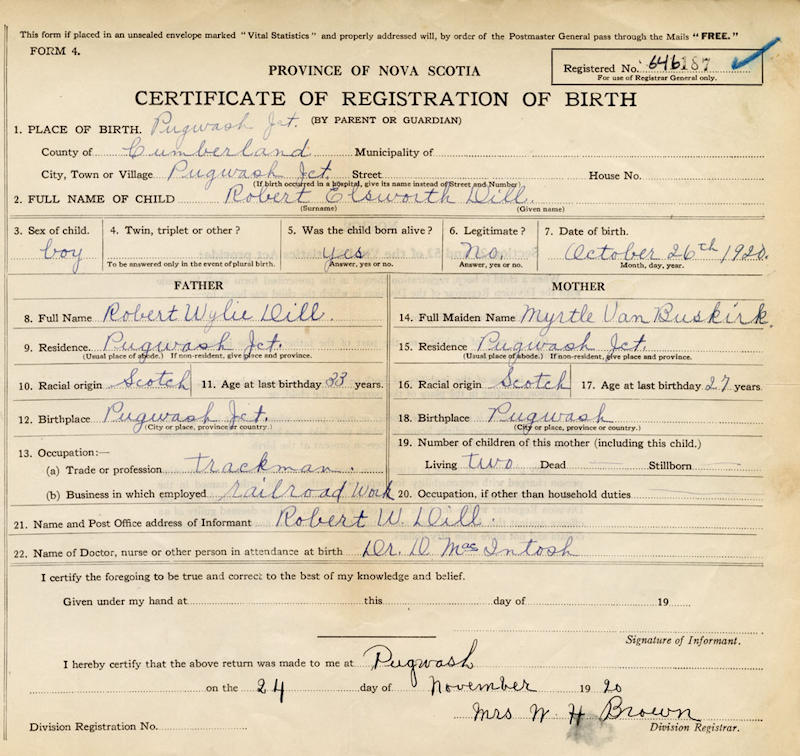 This form if placed in an unsealed envelope marked "Vital Statistics" and properly addressed will, by order of the Postmaster General pass through the Mails "FREE."
FORM 4.
Registered No. 646187
For use of Registrar General only.
PROVINCE OF NOVA SCOTIA
CERTIFICATE OF REGISTRATION OF BIRTH
(BY PARENT OR GUARDIAN)
1. PLACE OF BIRTH. Pugwash Jct.
County of Cumberland Municipality of
City, Town or Village Pugwash Jct. Street House No.
(If birth occurred in a hospital, give its name instead of Street and Number)
2. FULL NAME OF CHILD Robert Elsworth Dill.
(Surname) (Given name)
3. Sex of child. 4. Twin, triplet or other? 5. Was the child born alive? 6. Legitimate? 7. Date of birth.
boy yes No. October 26th 1920.
To be answered only in the event of plural birth. Answer, yes or no. Answer, yes or no. Month, day, year.
FATHER
8. Full Name Robert Wylie Dill.
9. Residence. Pugwash Jct.
(Usual place of abode.) If non-resident, give place and province.
10. Racial origin Scotch 11. Age at last birthday 33 years.
12. Birthplace Pugwash Jct.
(City or place, province or country.)
13. Occupation:—
(a) Trade or profession trackman.
(b) Business in which employed railroad Work
MOTHER
14. Full Maiden Name Myrtle Van Buskirk.
15. Residence Pugwash Jct.
(Usual place of abode.) If non-resident, give place and province.
16. Racial origin Scotch 17. Age at last birthday 27 years.
18. Birthplace Pugwash
(City or place, province or country.)
19. Number of children of this mother (including this child.)
Living two Dead Stillborn
20. Occupation, if other than household duties
21. Name and Post Office address of Informant Robert W. Dill.
22. Name of Doctor, nurse or other person in attendance at birth Dr. D. MacIntosh
I certify the foregoing to be true and correct to the best of my knowledge and belief.
Given under my hand at this day of 19
Signature of Informant.
I hereby certify that the above return was made to me at Pugwash
on the 24 day of November 1920
Mrs W H Brown
Division Registration No. Division Registrar.